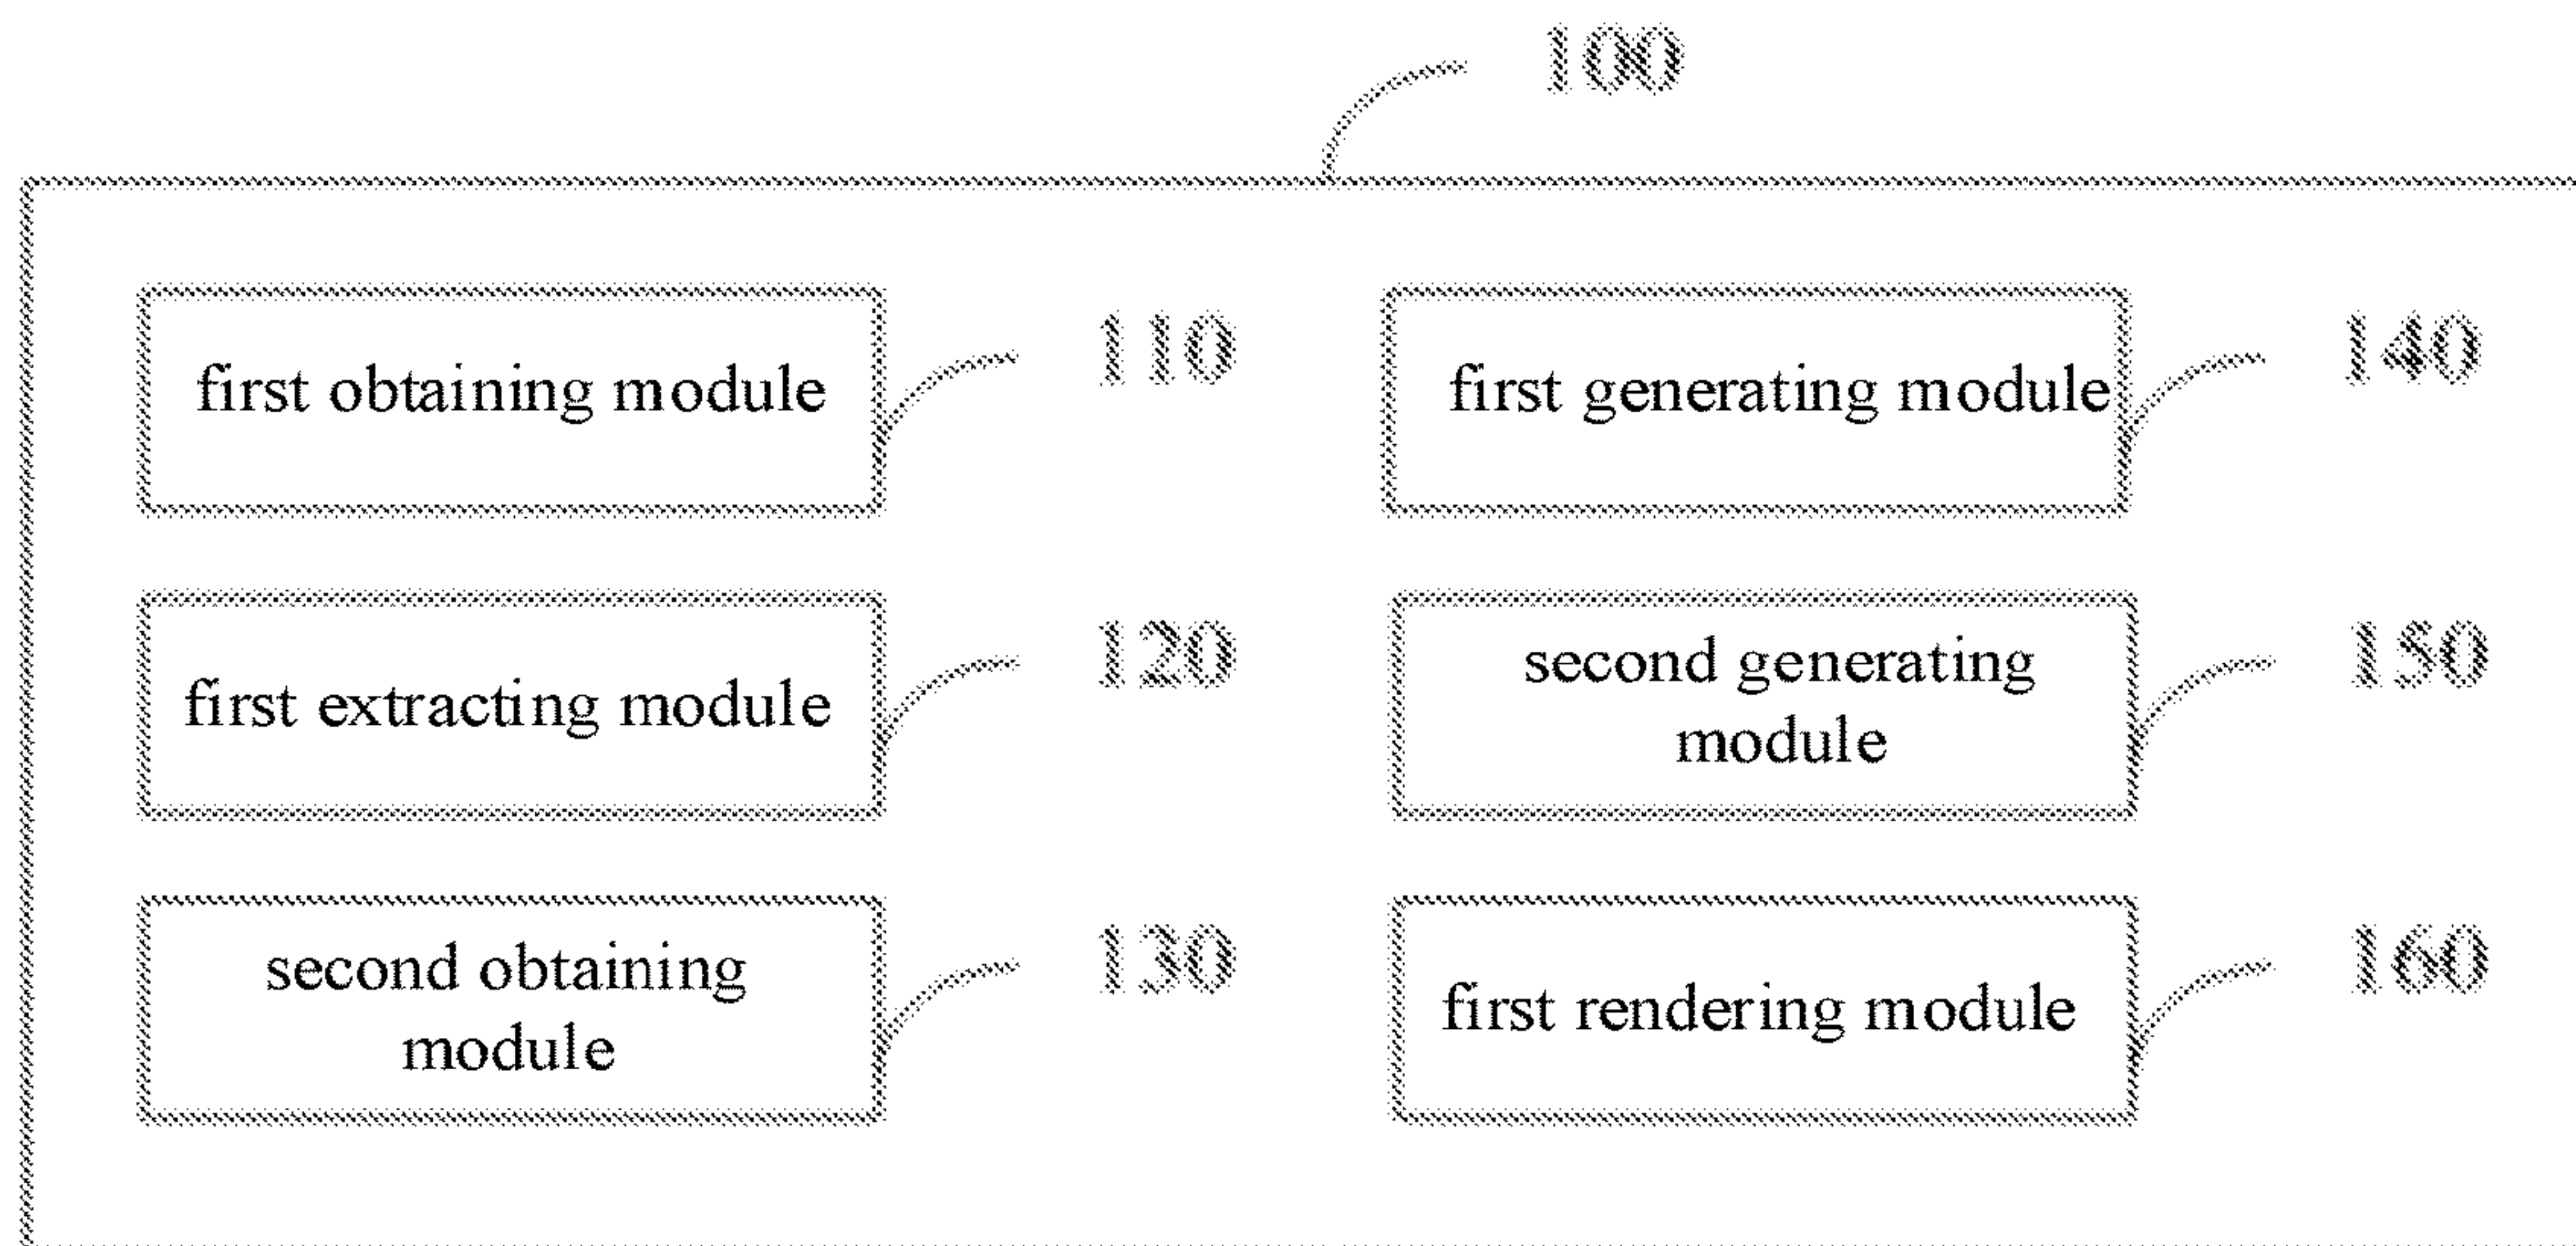 100
first obtaining module
110
first extracting module
120
second obtaining
module
130
first generating module
140
second generating
module
150
first rendering module
160